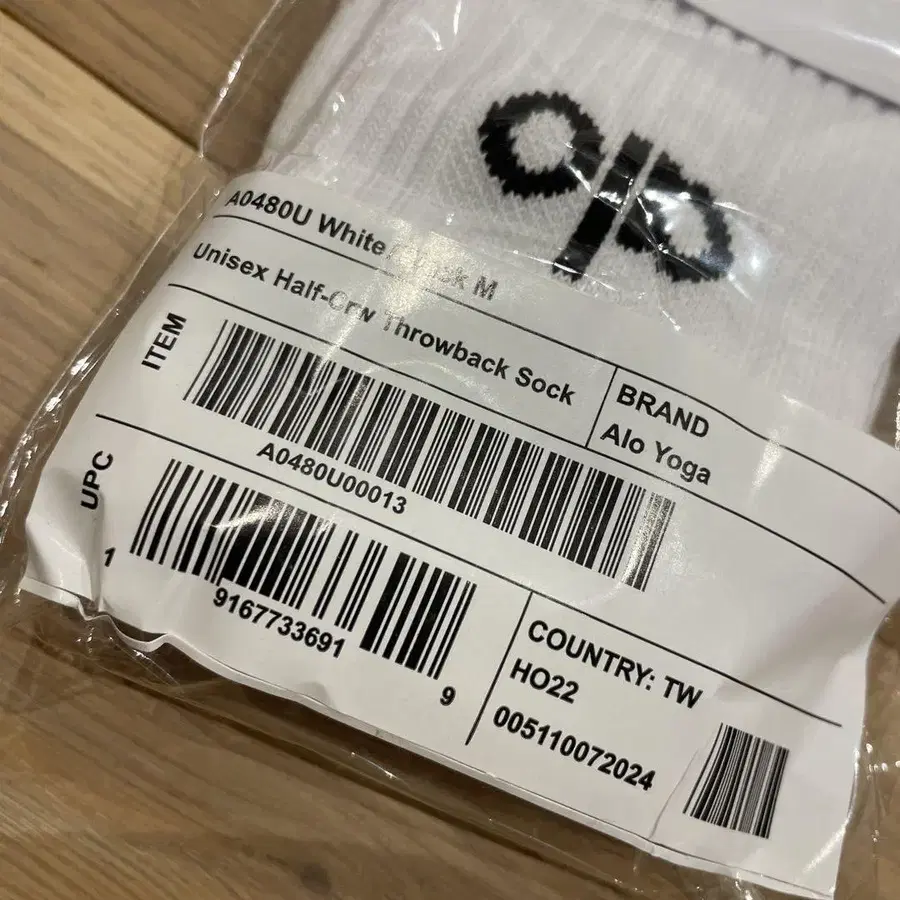 A0480U White/Black M
Unisex Half-Crw Throwback Sock
ITEM
A0480U00013
BRAND
Alo Yoga
UPC
1 9167733691 9
COUNTRY: TW
HO22
005110072024